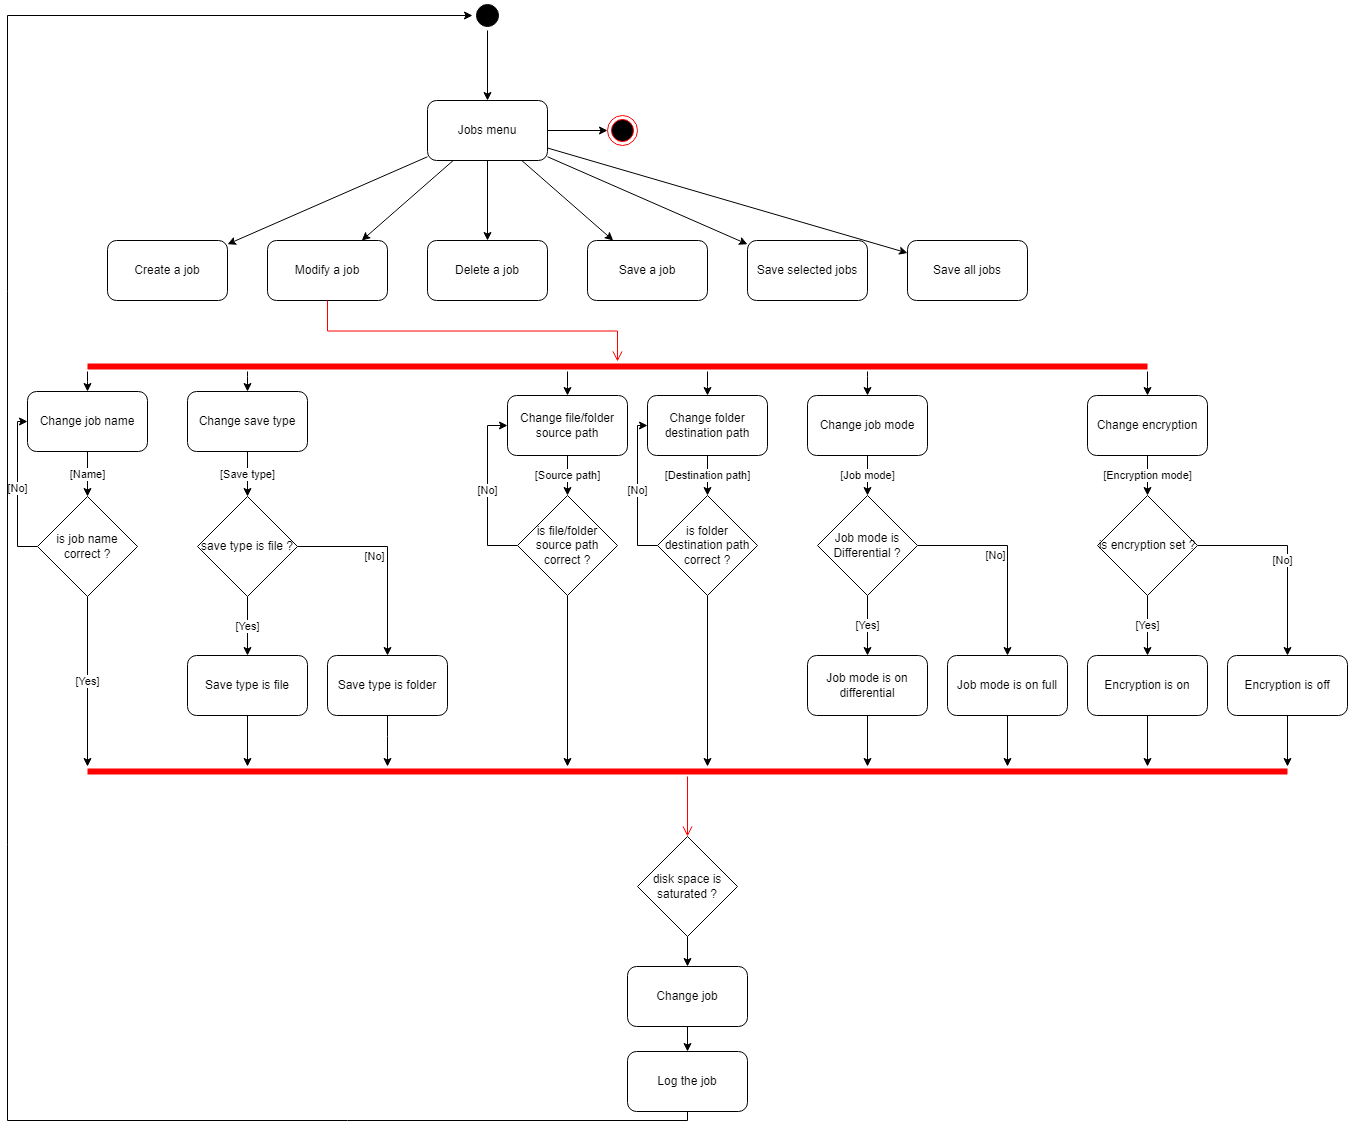 Jobs menu
Create a job
Modify a job
Delete a job
Save a job
Save selected jobs
Save all jobs
Change job name
Change save type
Change file/folder
source path
Change folder
destination path
Change job mode
Change encryption
[Name]
[Save type]
[Source path]
[Destination path]
[Job mode]
[Encryption mode]
[No]
[No]
[No]
is job name
correct ?
save type is file ?
is file/folder
source path
correct ?
is folder
destination path
correct ?
Job mode is
Differential ?
is encryption set ?
[No]
[No]
[No]
[Yes]
[Yes]
[Yes]
[Yes]
Save type is file
Save type is folder
Job mode is on
differential
Job mode is on full
Encryption is on
Encryption is off
disk space is
saturated ?
Change job
Log the job